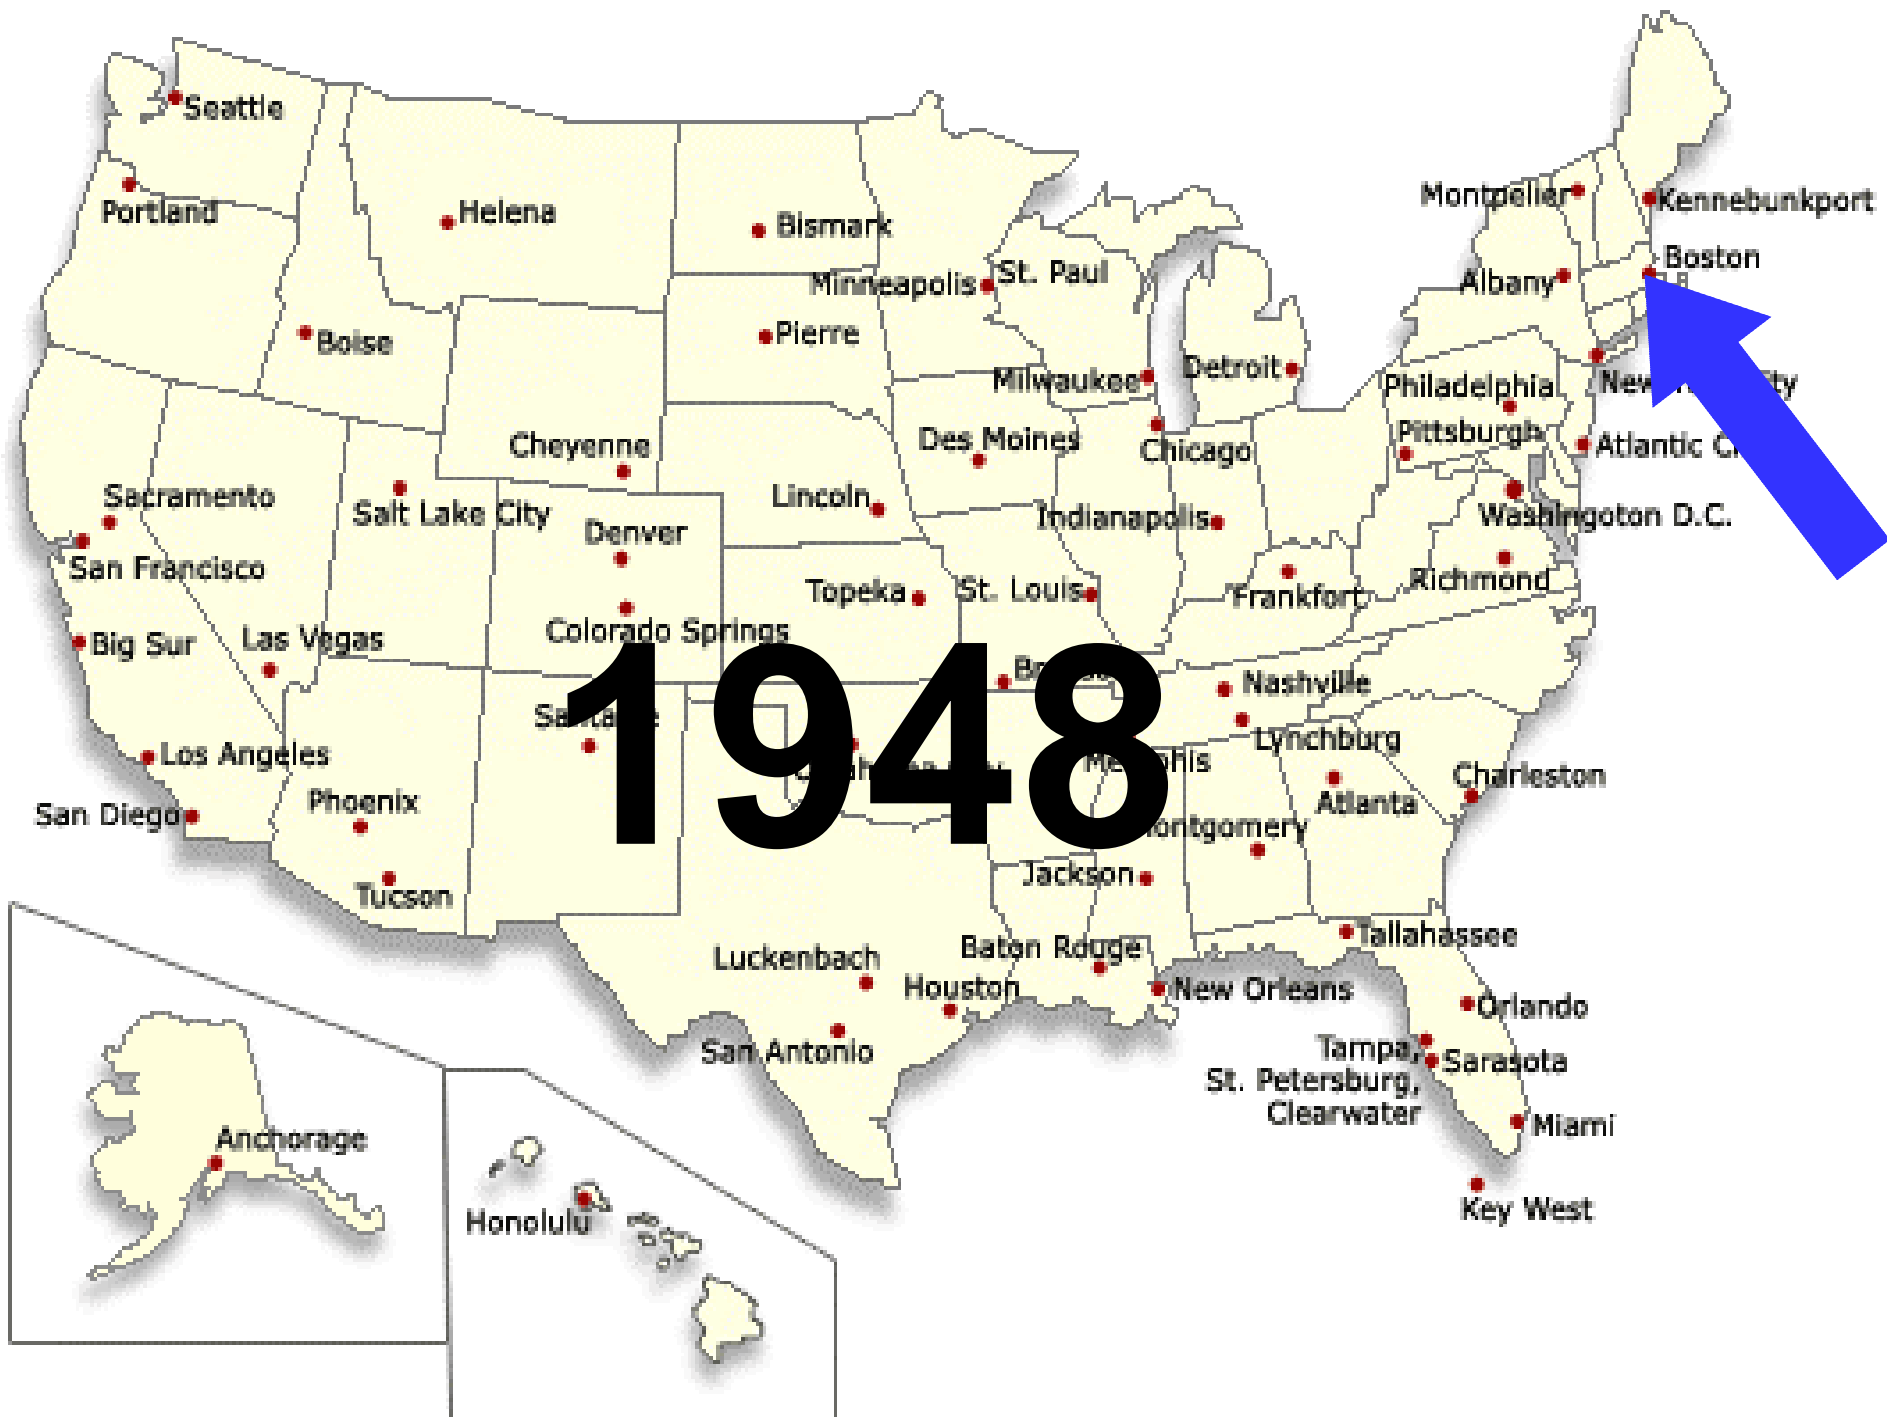 Seattle
Portland
Helena
Bismark
Montpelier
Kennebunkport
Boston
Albany
Minneapolis
St. Paul
Boise
Pierre
Milwaukee
Detroit
Philadelphia
New
Pittsburgh
Atlantic
Cheyenne
Des Moines
Chicago
Sacramento
Salt Lake City
Lincoln
Indianapolis
Washingoton D.C.
Denver
San Francisco
Topeka
St. Louis
Frankfort
Richmond
Big Sur
Las Vegas
Colorado Springs
1948
Nashville
Lynchburg
Los Angeles
Phoenix
San Diego
Charleston
Atlanta
Jackson
Tucson
Tallahassee
Luckenbach
Baton Rouge
Houston
New Orleans
Orlando
San Antonio
Tampa,
St. Petersburg,
Clearwater
Sarasota
Miami
Anchorage
Honolulu
Key West